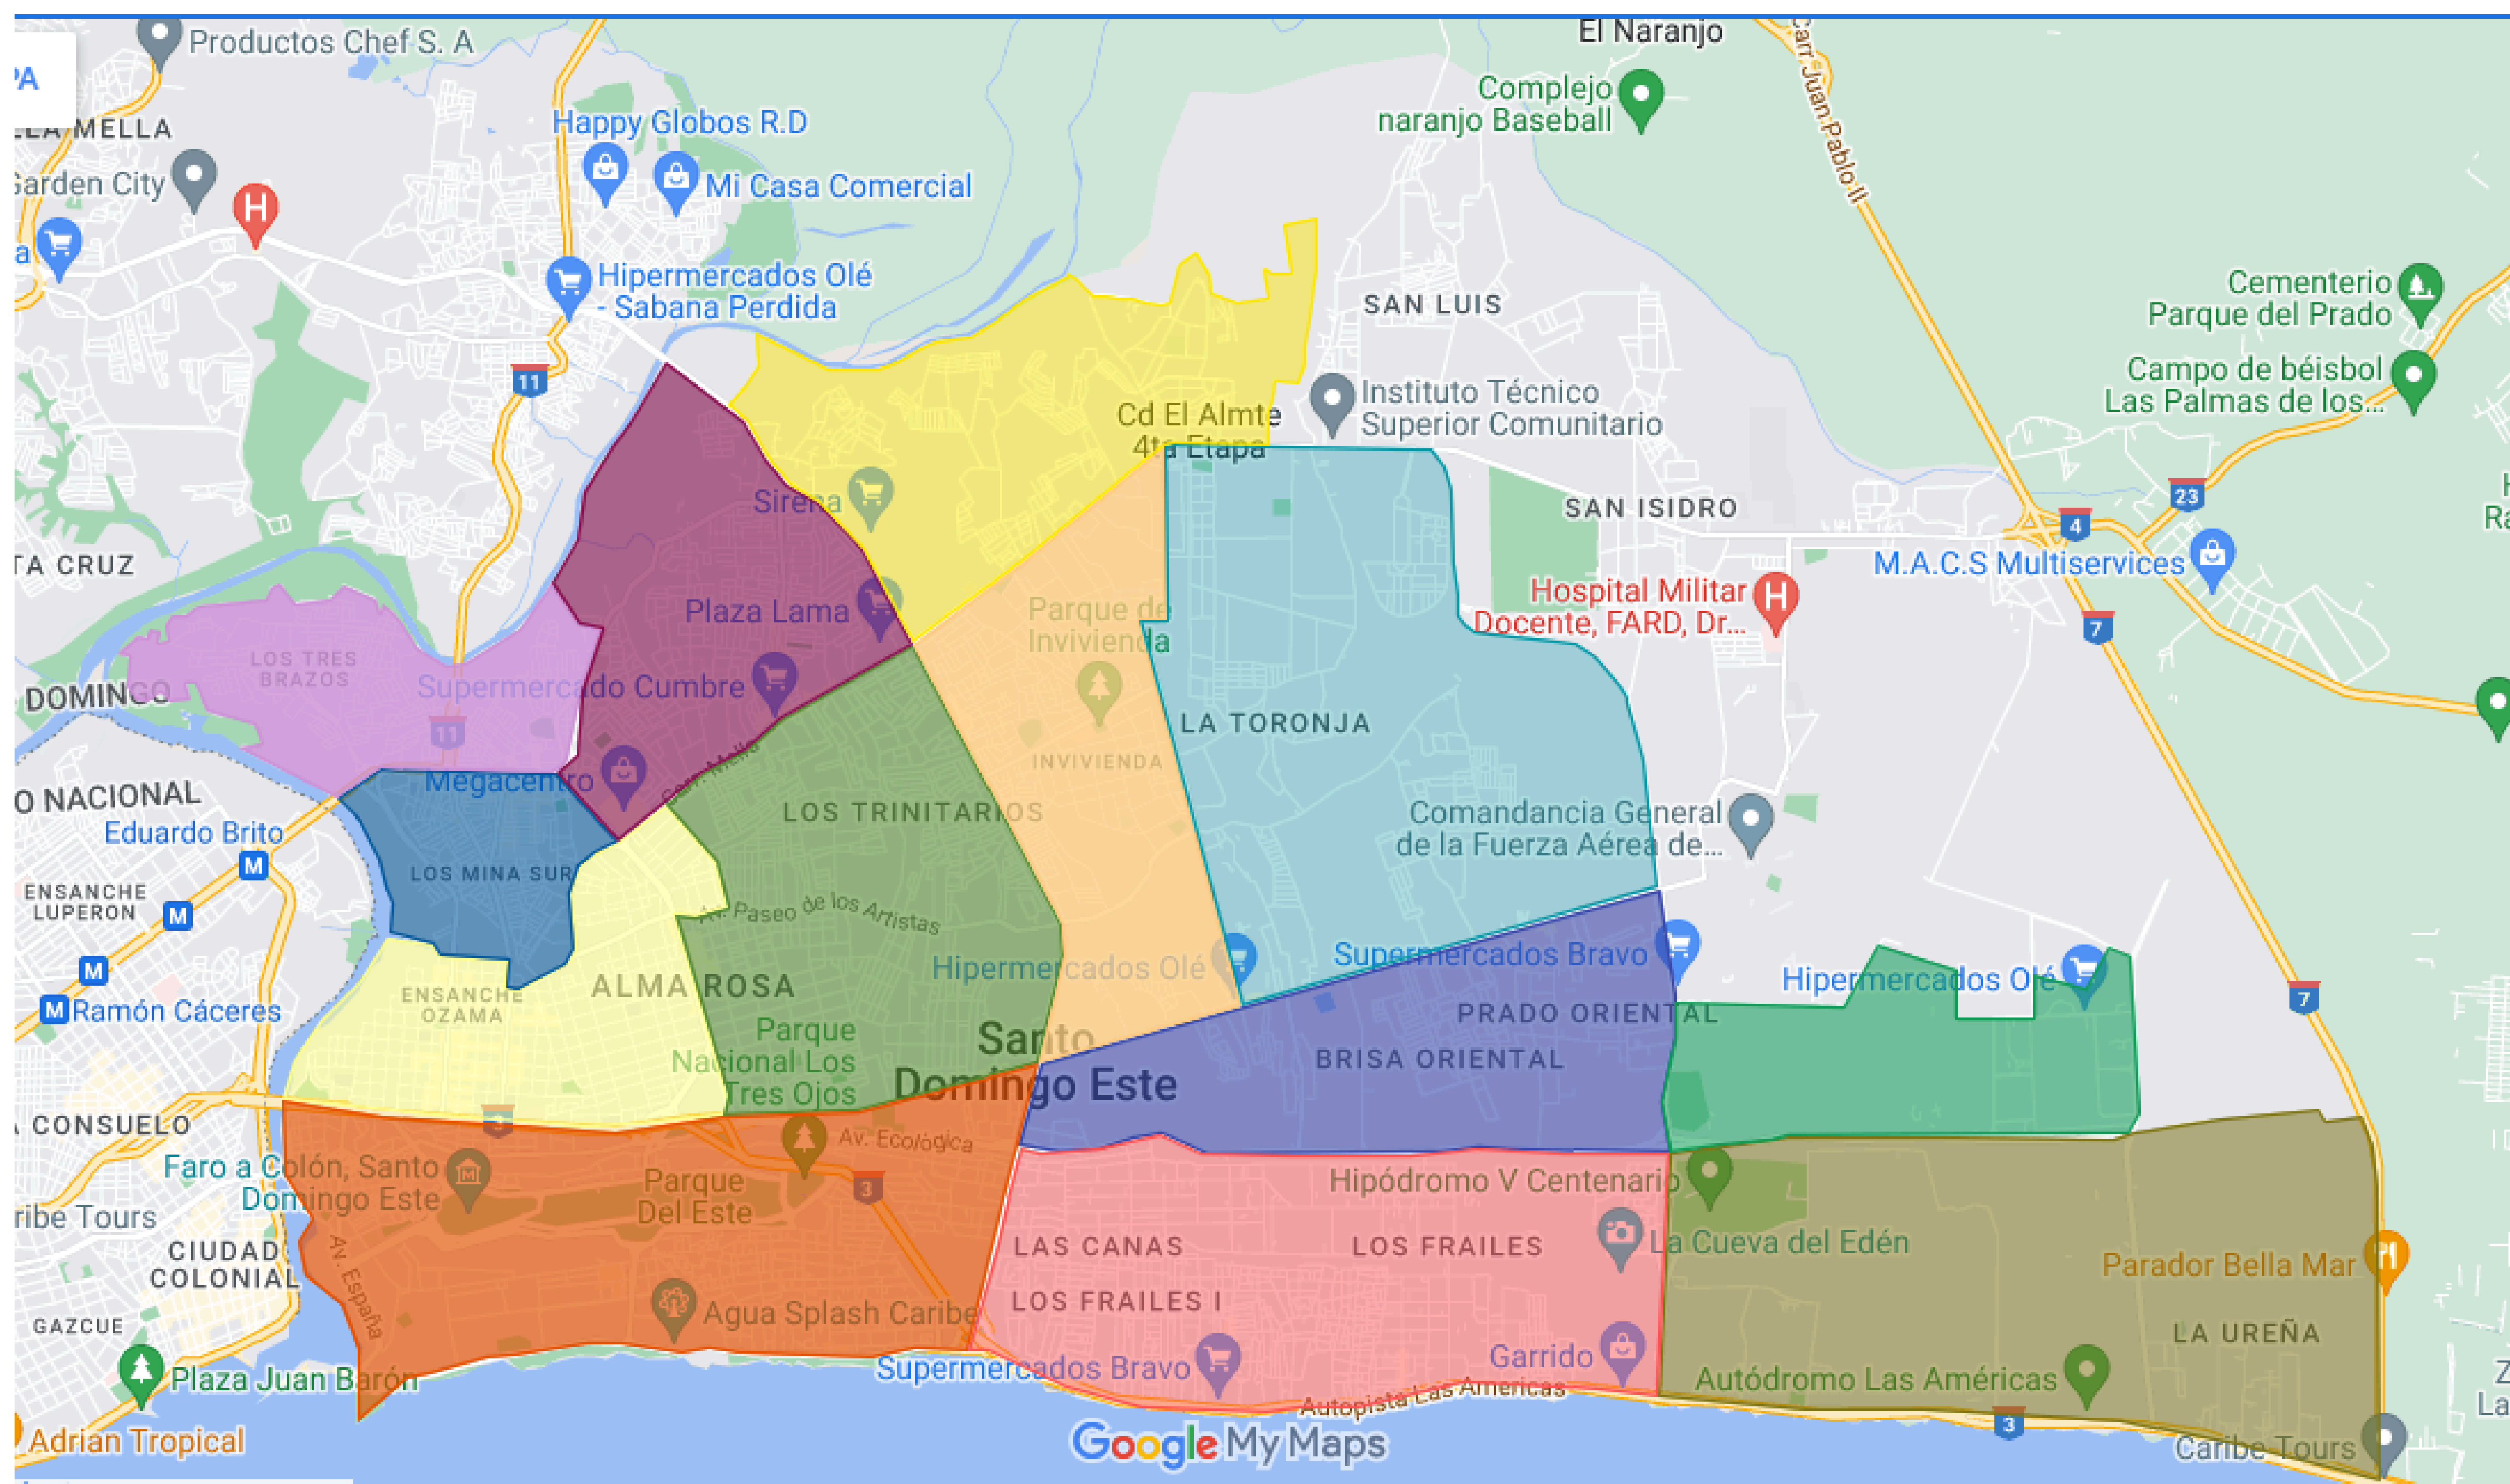 Productos Chef S. A
PA
El Naranjo
Carr. Juan Pablo II
Complejo
naranjo Baseball
Happy Globos R.D
Mi Casa Comercial
LLA MELLA
Garden City
H
a
Hipermercados Olé
- Sabana Perdida
SAN LUIS
Cementerio
Parque del Prado
Campo de béisbol
Las Palmas de los...
11
Cd El Almte
4ta Etapa
Instituto Técnico
Superior Comunitario
Sirena
SAN ISIDRO
23
4
H
Ra
TA CRUZ
M.A.C.S Multiservices
Hospital Militar
Docente, FARD, Dr...
H
7
Plaza Lama
Parque de
Invivienda
LOS TRES
BRAZOS
DOMINGO
Supermercado Cumbre
11
LA TORONJA
INVIVIENDA
Megacentro
Carr. Mella
O NACIONAL
LOS TRINITARIOS
Comandancia General
de la Fuerza Aérea de...
Eduardo Brito
M
LOS MINA SUR
ENSANCHE
LUPERON
M
Av. Paseo de los Artistas
M
Hipermercados Olé
Supermercados Bravo
Hipermercados Olé
ALMA ROSA
ENSANCHE
OZAMA
M Ramón Cáceres
7
PRADO ORIENTAL
Parque
Nacional Los
Tres Ojos
Santo
Domingo Este
BRISA ORIENTAL
CONSUELO
3
Av. Ecológica
Faro a Colón, Santo
Domingo Este
Parque
Del Este
3
Hipódromo V Centenario
ribe Tours
CIUDAD
COLONIAL
Av. España
LAS CANAS
LOS FRAILES
La Cueva del Edén
Parador Bella Mar
LOS FRAILES I
Agua Splash Caribe
GAZCUE
LA UREÑA
Plaza Juan Barón
Supermercados Bravo
Garrido
Autódromo Las Américas
Z
La
Autopista Las Américas
3
Adrian Tropical
Google My Maps
Caribe Tours